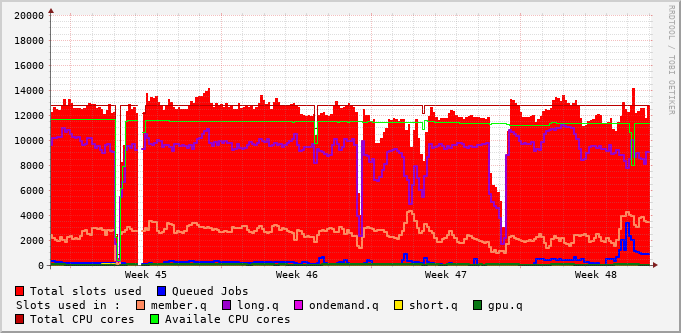 20000
18000
16000
14000
12000
10000
8000
6000
4000
2000
0
Week 45 Week 46 Week 47 Week 48
RRDTOOL / TOBI OETIKER
Total slots used Queued Jobs
Slots used in : member.q long.q ondemand.q short.q gpu.q
Total CPU cores Availale CPU cores